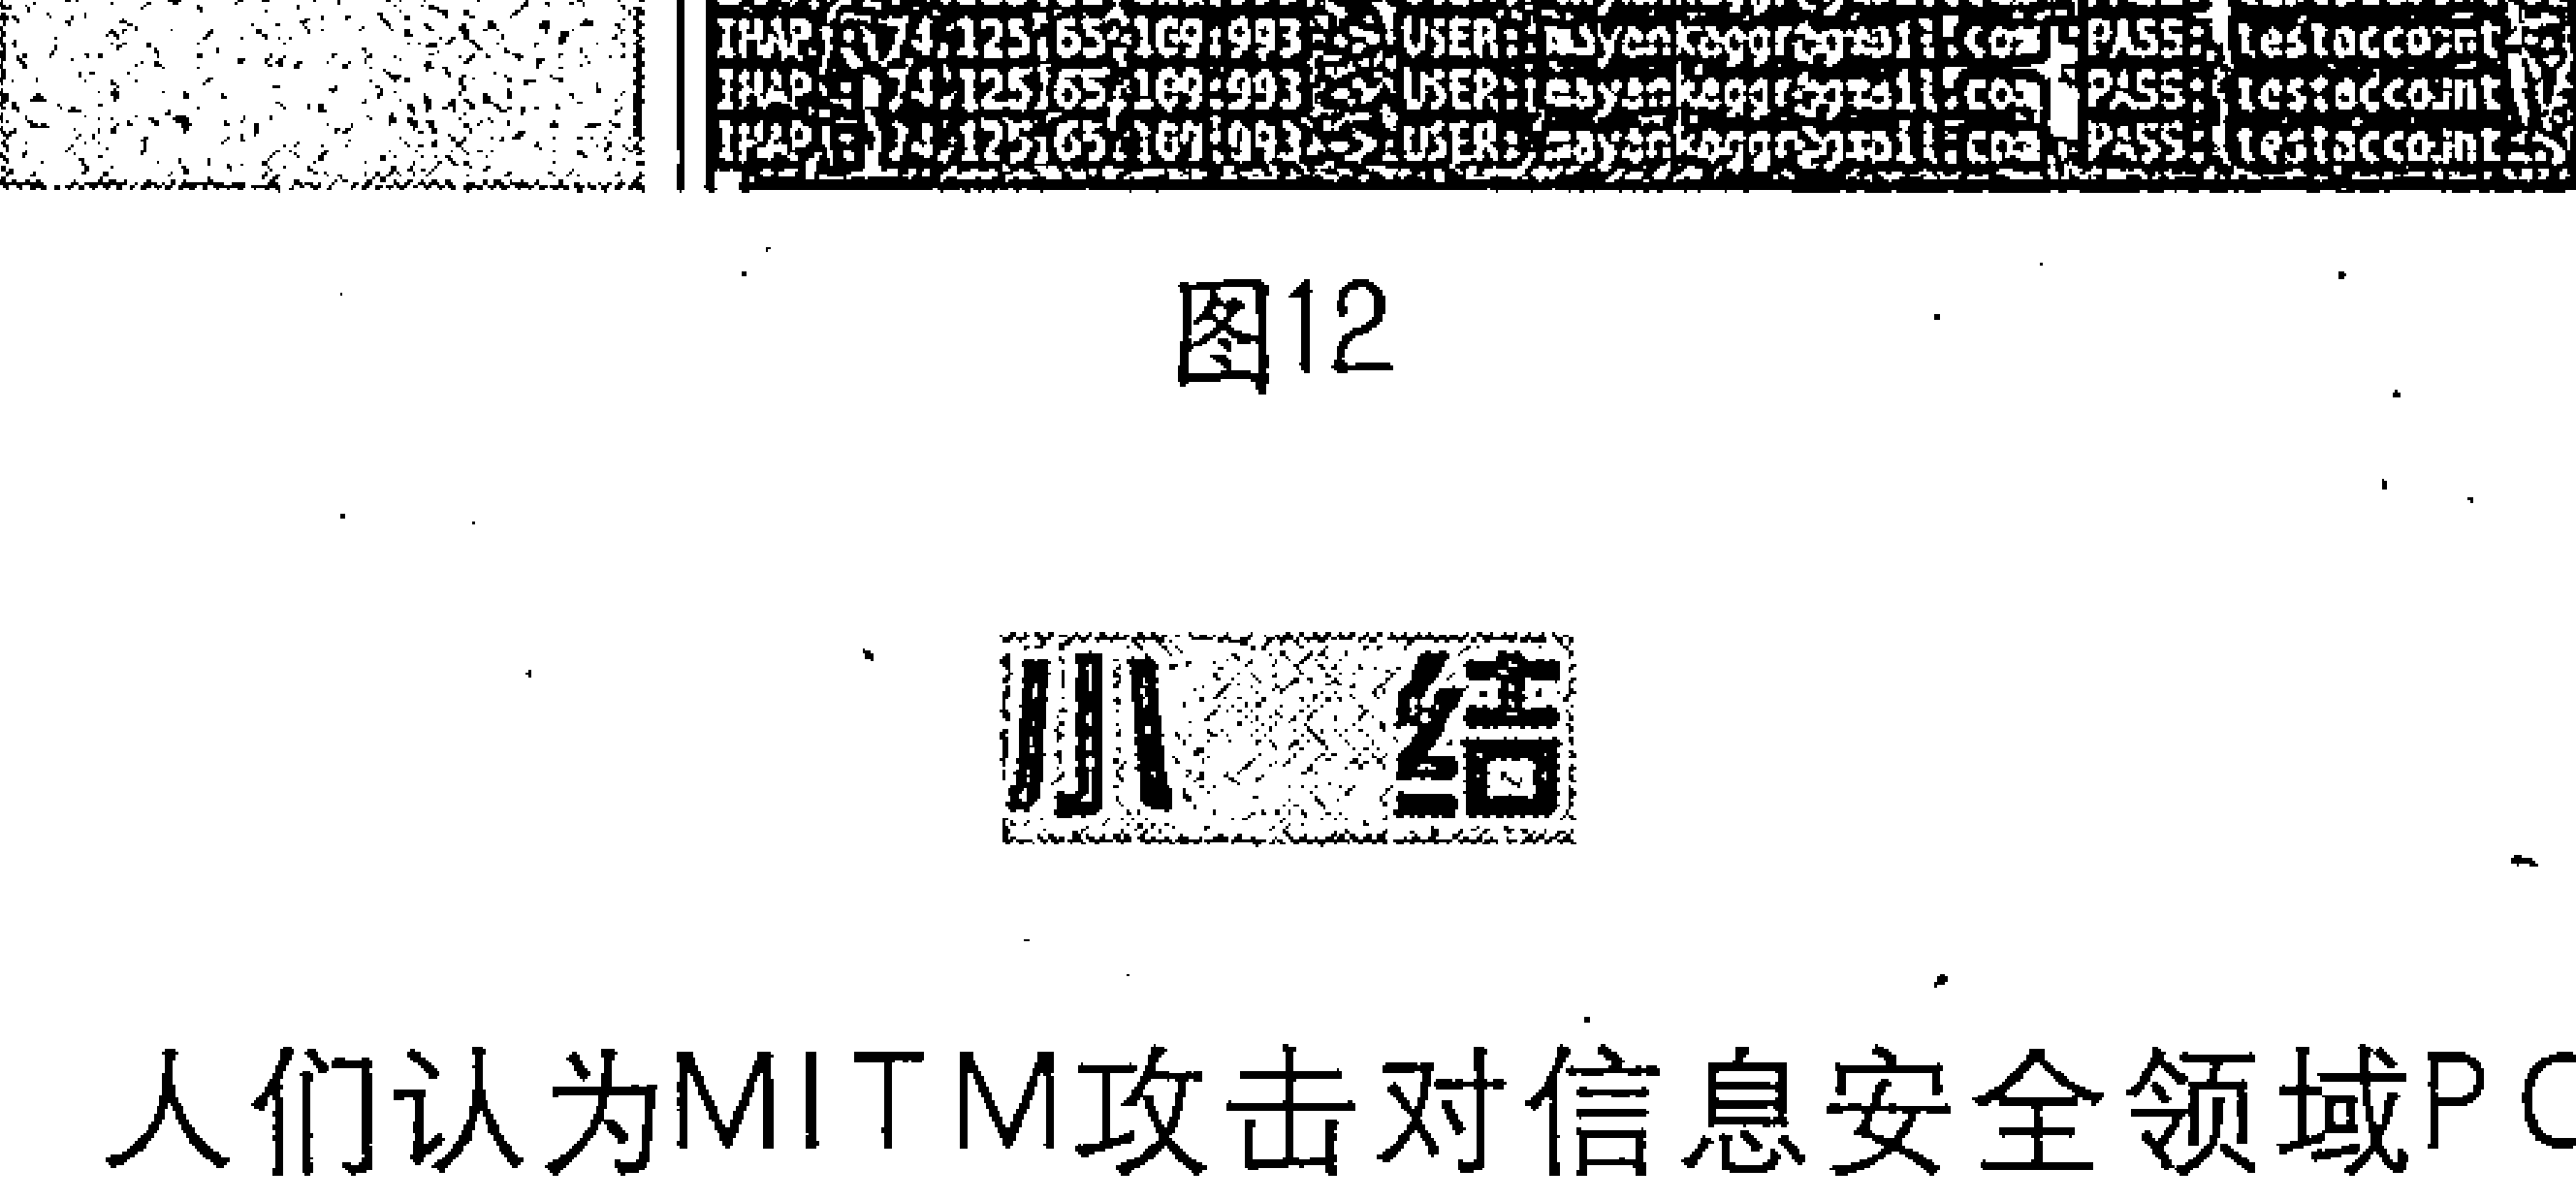 IMAP : 74.125.65.109:993 -> USER: PASS: testaccount
IMAP : 74.125.65.109:993 -> USER: PASS: testaccount
IMAP : 74.125.65.109:993 -> USER: PASS: testaccount
图12
小 结
人们认为MITM攻击对信息安全领域PC